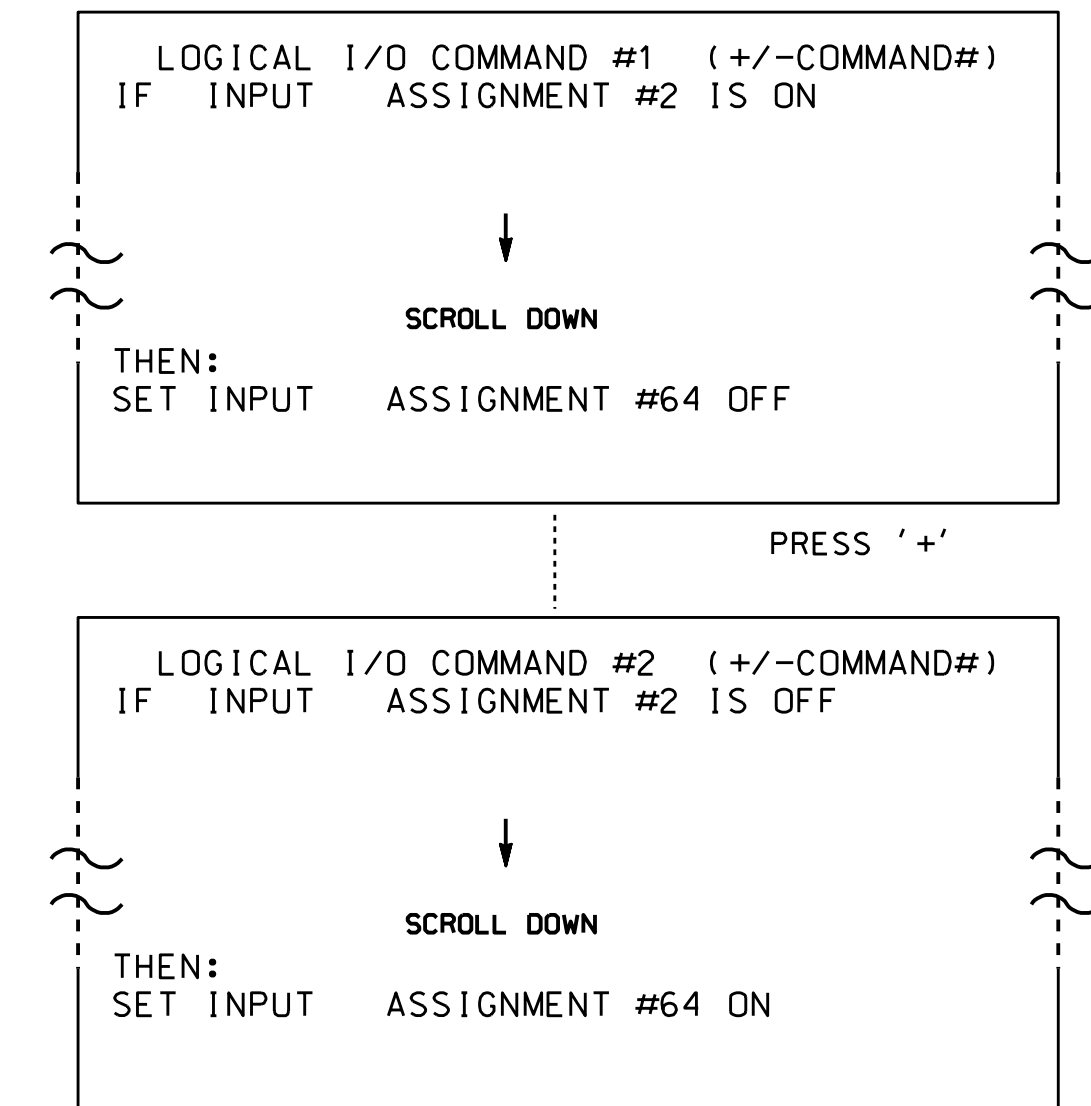 LOGICAL I/O COMMAND #1 (+/-COMMAND#)
IF INPUT ASSIGNMENT #2 IS ON
SCROLL DOWN
THEN:
SET INPUT ASSIGNMENT #64 OFF
PRESS '+'
LOGICAL I/O COMMAND #2 (+/-COMMAND#)
IF INPUT ASSIGNMENT #2 IS OFF
SCROLL DOWN
THEN:
SET INPUT ASSIGNMENT #64 ON